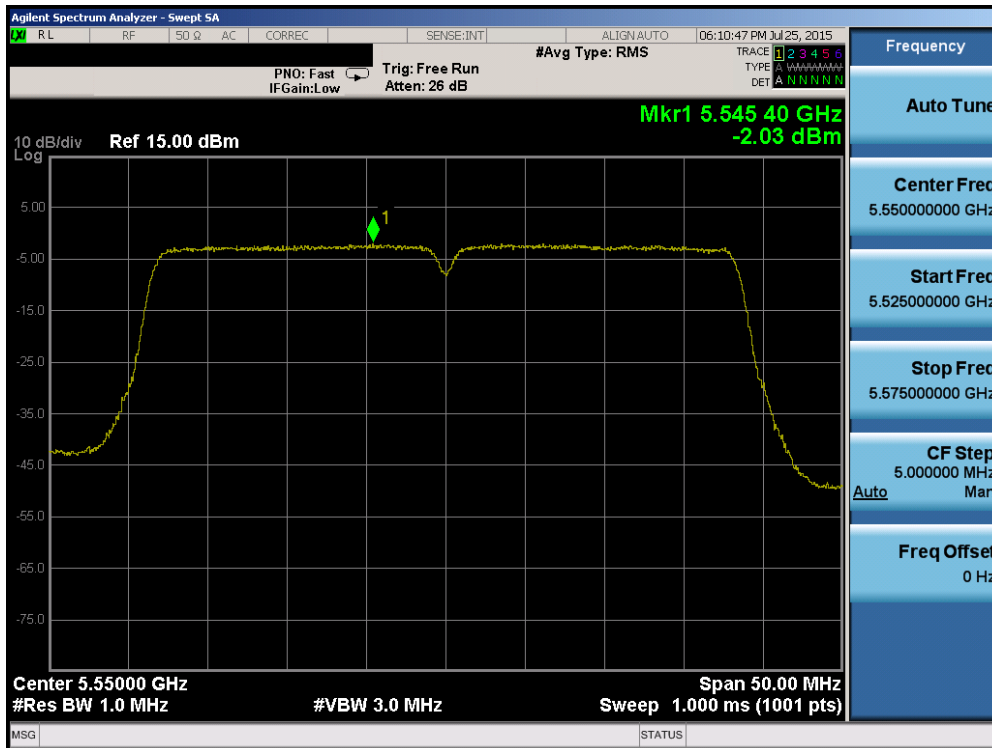 Agilent Spectrum Analyzer - Swept SA
LXI RL RF 50 Ω AC CORREC SENSE:INT ALIGN AUTO 06:10:47 PM Jul 25, 2015
#Avg Type: RMS
TRACE 1 2 3 4 5 6
PNO: Fast Trig: Free Run
TYPE A
IFGain:Low Atten: 26 dB
DET A N N N N N
Mkr1 5.545 40 GHz
-2.03 dBm
10 dB/div Ref 15.00 dBm
Log
1
5.00
-5.00
-15.0
-25.0
-35.0
-45.0
-55.0
-65.0
-75.0
Center 5.55000 GHz Span 50.00 MHz
#Res BW 1.0 MHz #VBW 3.0 MHz Sweep 1.000 ms (1001 pts)
MSG STATUS
Frequency
Auto Tune
Center Freq
5.550000000 GHz
Start Freq
5.525000000 GHz
Stop Freq
5.575000000 GHz
CF Step
5.000000 MHz
Auto Man
Freq Offset
0 Hz